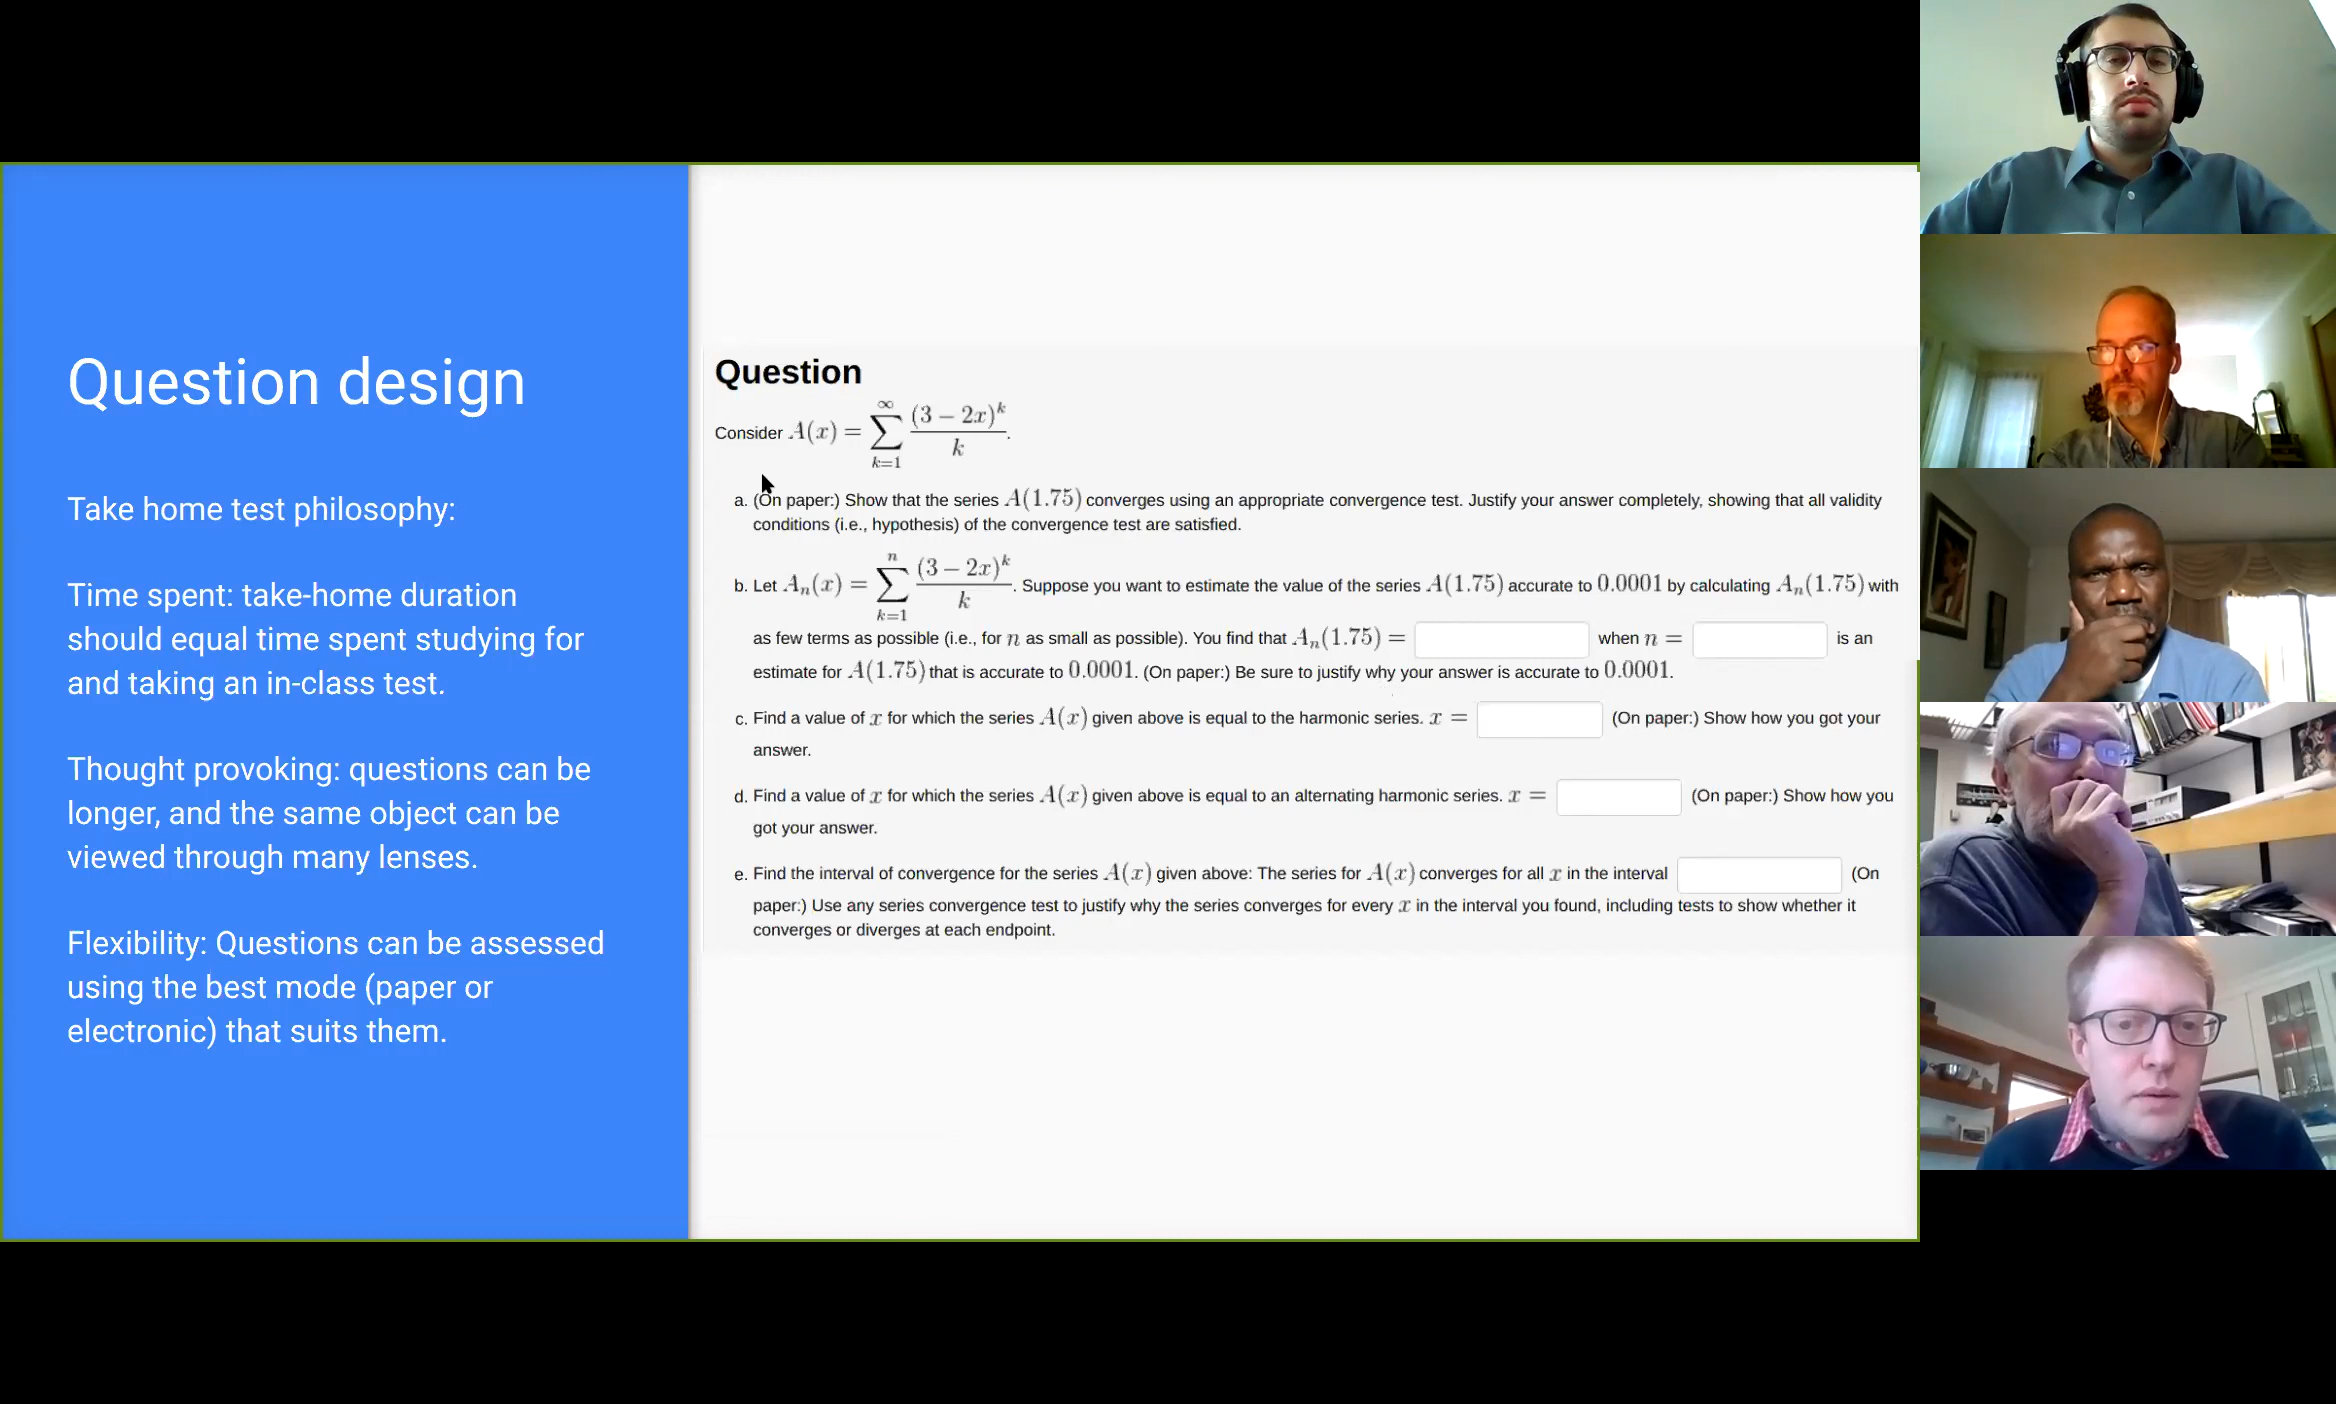 Question design
Take home test philosophy:
Time spent: take-home duration
should equal time spent studying for
and taking an in-class test.
Thought provoking: questions can be
longer, and the same object can be
viewed through many lenses.
Flexibility: Questions can be assessed
using the best mode (paper or
electronic) that suits them.
Question
Consider A(x) = ∑_{k=1}^{∞} (3 − 2x)^k / k.
a. (On paper:) Show that the series A(1.75) converges using an appropriate convergence test. Justify your answer completely, showing that all validity
conditions (i.e., hypothesis) of the convergence test are satisfied.
b. Let A_n(x) = ∑_{k=1}^{n} (3 − 2x)^k / k. Suppose you want to estimate the value of the series A(1.75) accurate to 0.0001 by calculating A_n(1.75) with
as few terms as possible (i.e., for n as small as possible). You find that A_n(1.75) = when n = is an
estimate for A(1.75) that is accurate to 0.0001. (On paper:) Be sure to justify why your answer is accurate to 0.0001.
c. Find a value of x for which the series A(x) given above is equal to the harmonic series. x = (On paper:) Show how you got your
answer.
d. Find a value of x for which the series A(x) given above is equal to an alternating harmonic series. x = (On paper:) Show how you
got your answer.
e. Find the interval of convergence for the series A(x) given above: The series for A(x) converges for all x in the interval (On
paper:) Use any series convergence test to justify why the series converges for every x in the interval you found, including tests to show whether it
converges or diverges at each endpoint.